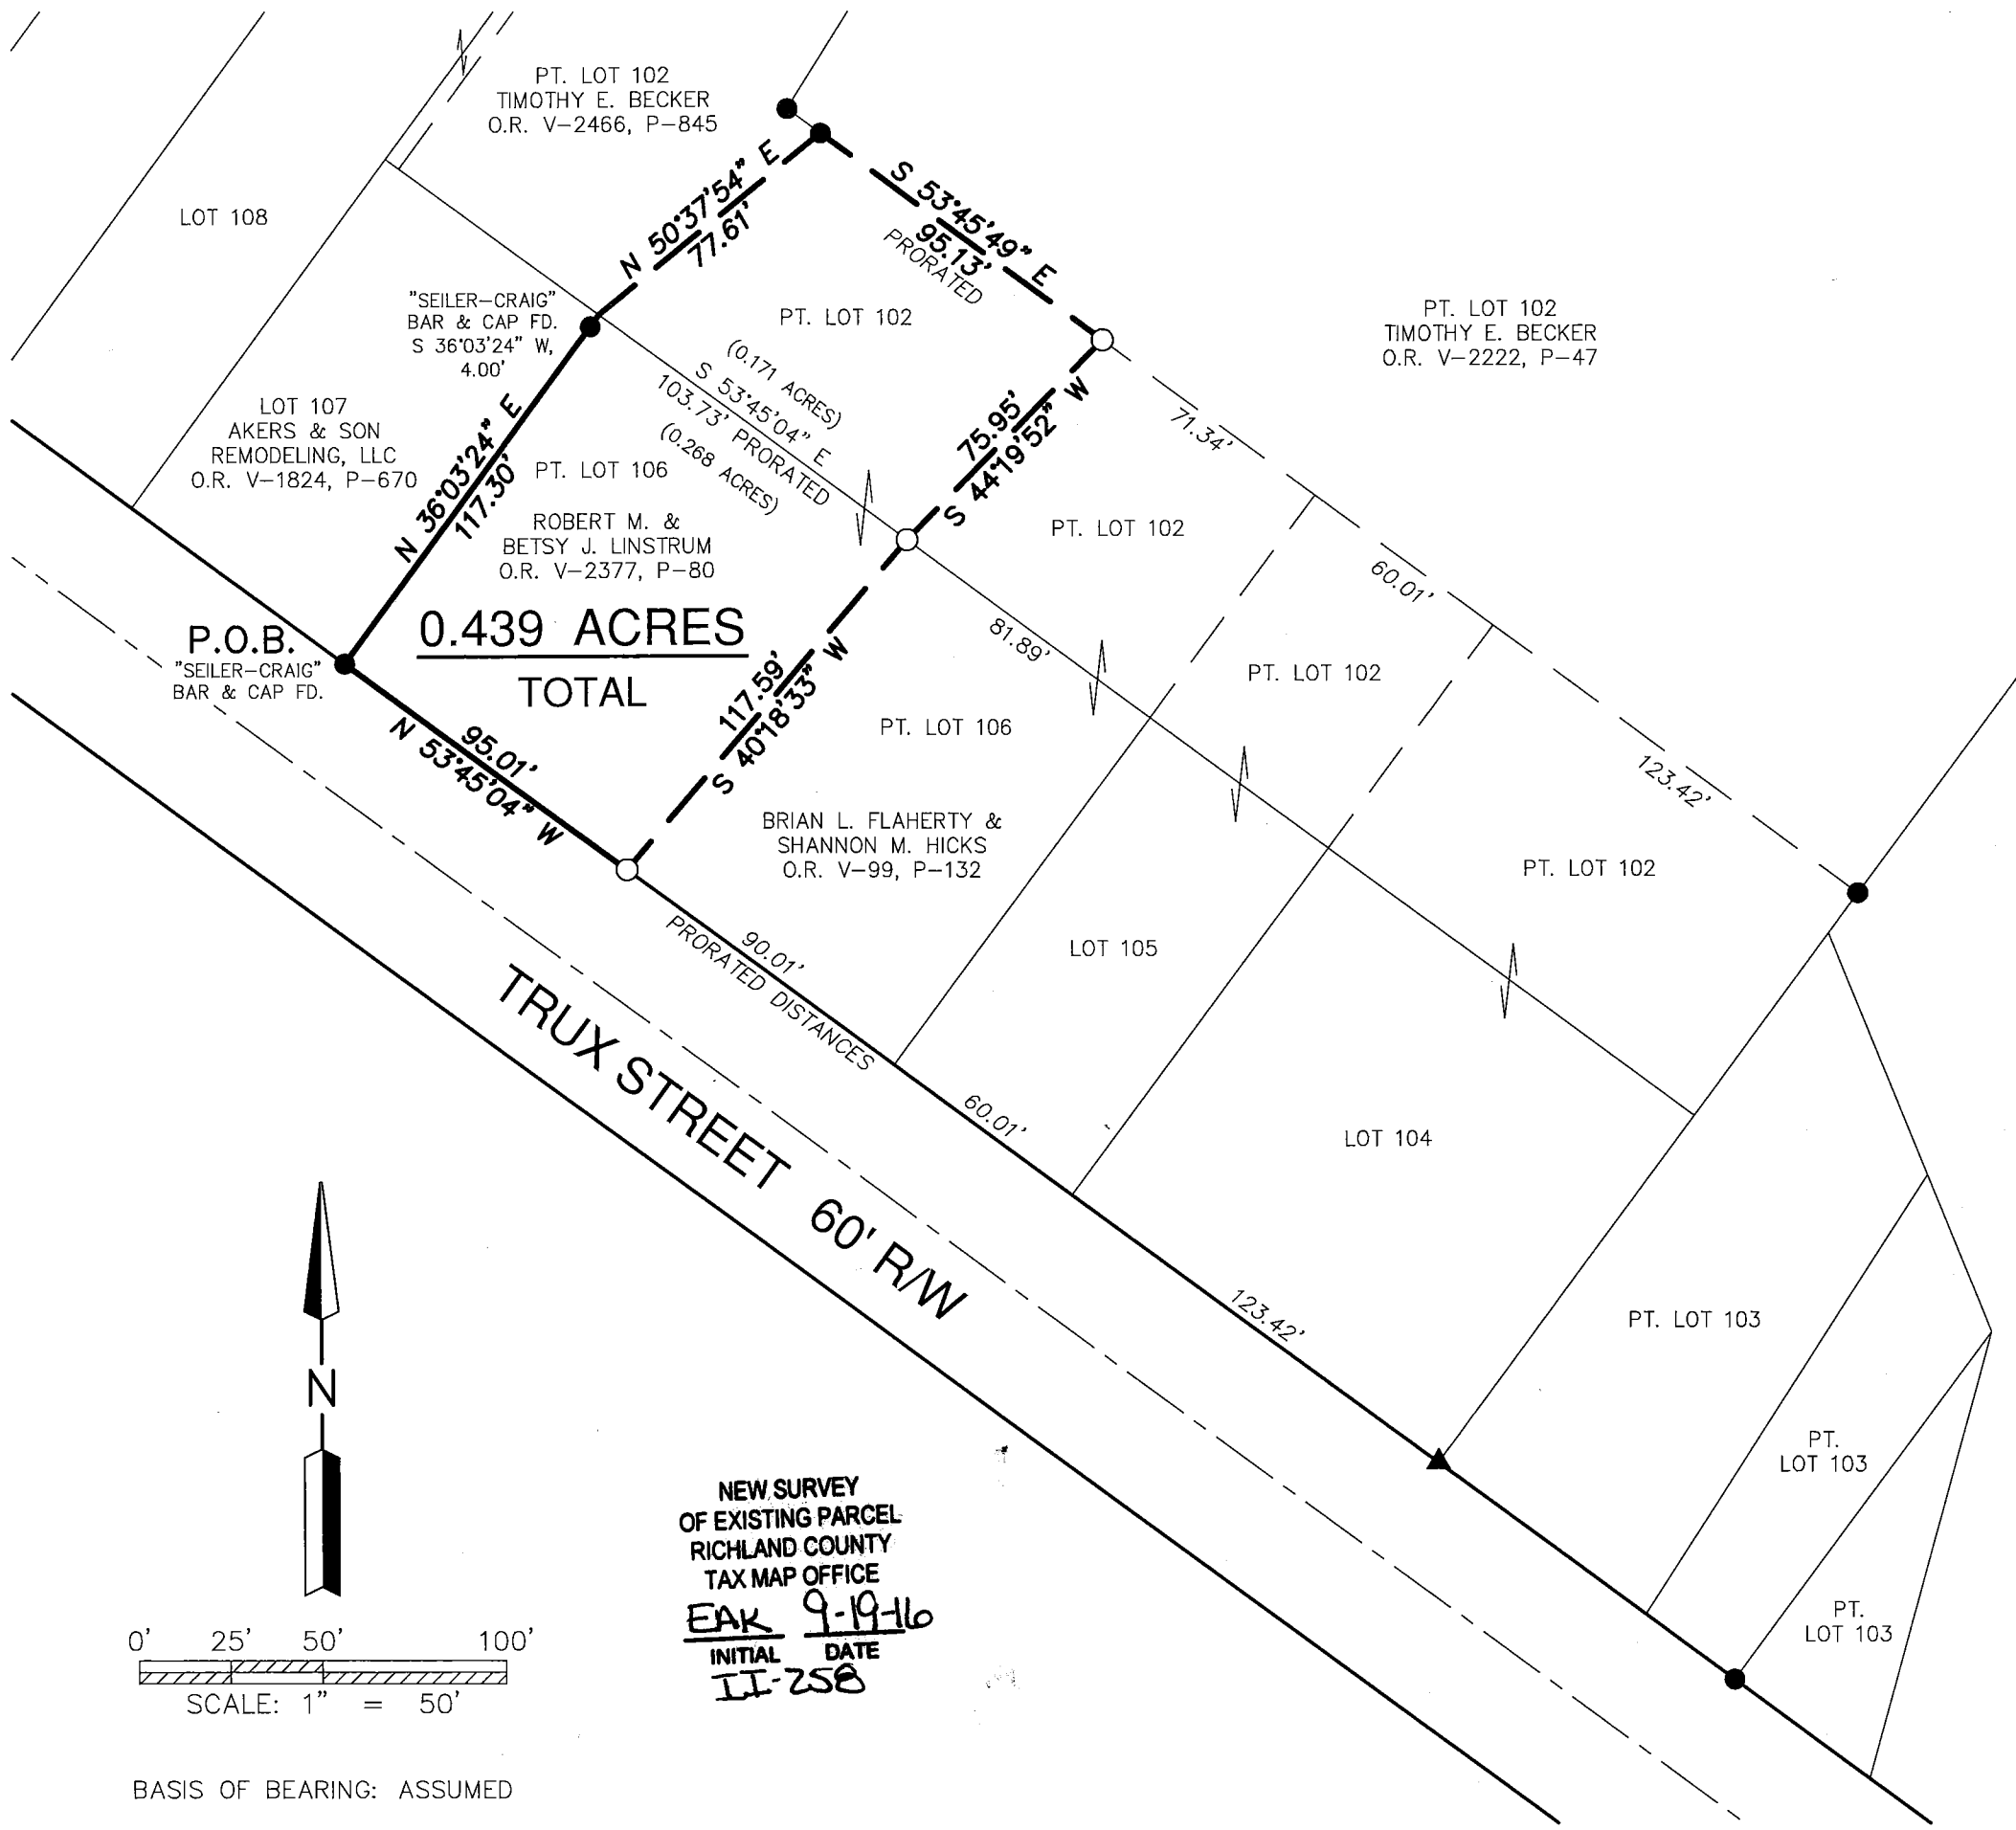 PT. LOT 102
TIMOTHY E. BECKER
O.R. V-2466, P-845
LOT 108
N 50°37'54" E
77.61'
S 53°45'49" E
95.13'
PRORATED
"SEILER-CRAIG"
BAR & CAP FD.
S 36°03'24" W,
4.00'
PT. LOT 102
PT. LOT 102
TIMOTHY E. BECKER
O.R. V-2222, P-47
(0.171 ACRES)
S 53°45'04" E
103.73' PRORATED
(0.268 ACRES)
75.95'
S 44°19'52" W
71.34'
LOT 107
AKERS & SON
REMODELING, LLC
O.R. V-1824, P-670
N 36°03'24" E
117.30'
PT. LOT 106
ROBERT M. &
BETSY J. LINSTRUM
O.R. V-2377, P-80
0.439 ACRES
TOTAL
PT. LOT 102
60.01'
P.O.B.
"SEILER-CRAIG"
BAR & CAP FD.
81.89'
PT. LOT 102
117.59'
S 40°18'33" W
PT. LOT 106
95.01'
N 53°45'04" W
123.42'
BRIAN L. FLAHERTY &
SHANNON M. HICKS
O.R. V-99, P-132
PT. LOT 102
90.01'
PRORATED DISTANCES
LOT 105
TRUX STREET 60' R/W
60.01'
LOT 104
123.42'
PT. LOT 103
PT.
LOT 103
PT.
LOT 103
N
NEW SURVEY
OF EXISTING PARCEL
RICHLAND COUNTY
TAX MAP OFFICE
EAK 9-19-16
INITIAL DATE
II-258
0' 25' 50' 100'
SCALE: 1" = 50'
BASIS OF BEARING: ASSUMED